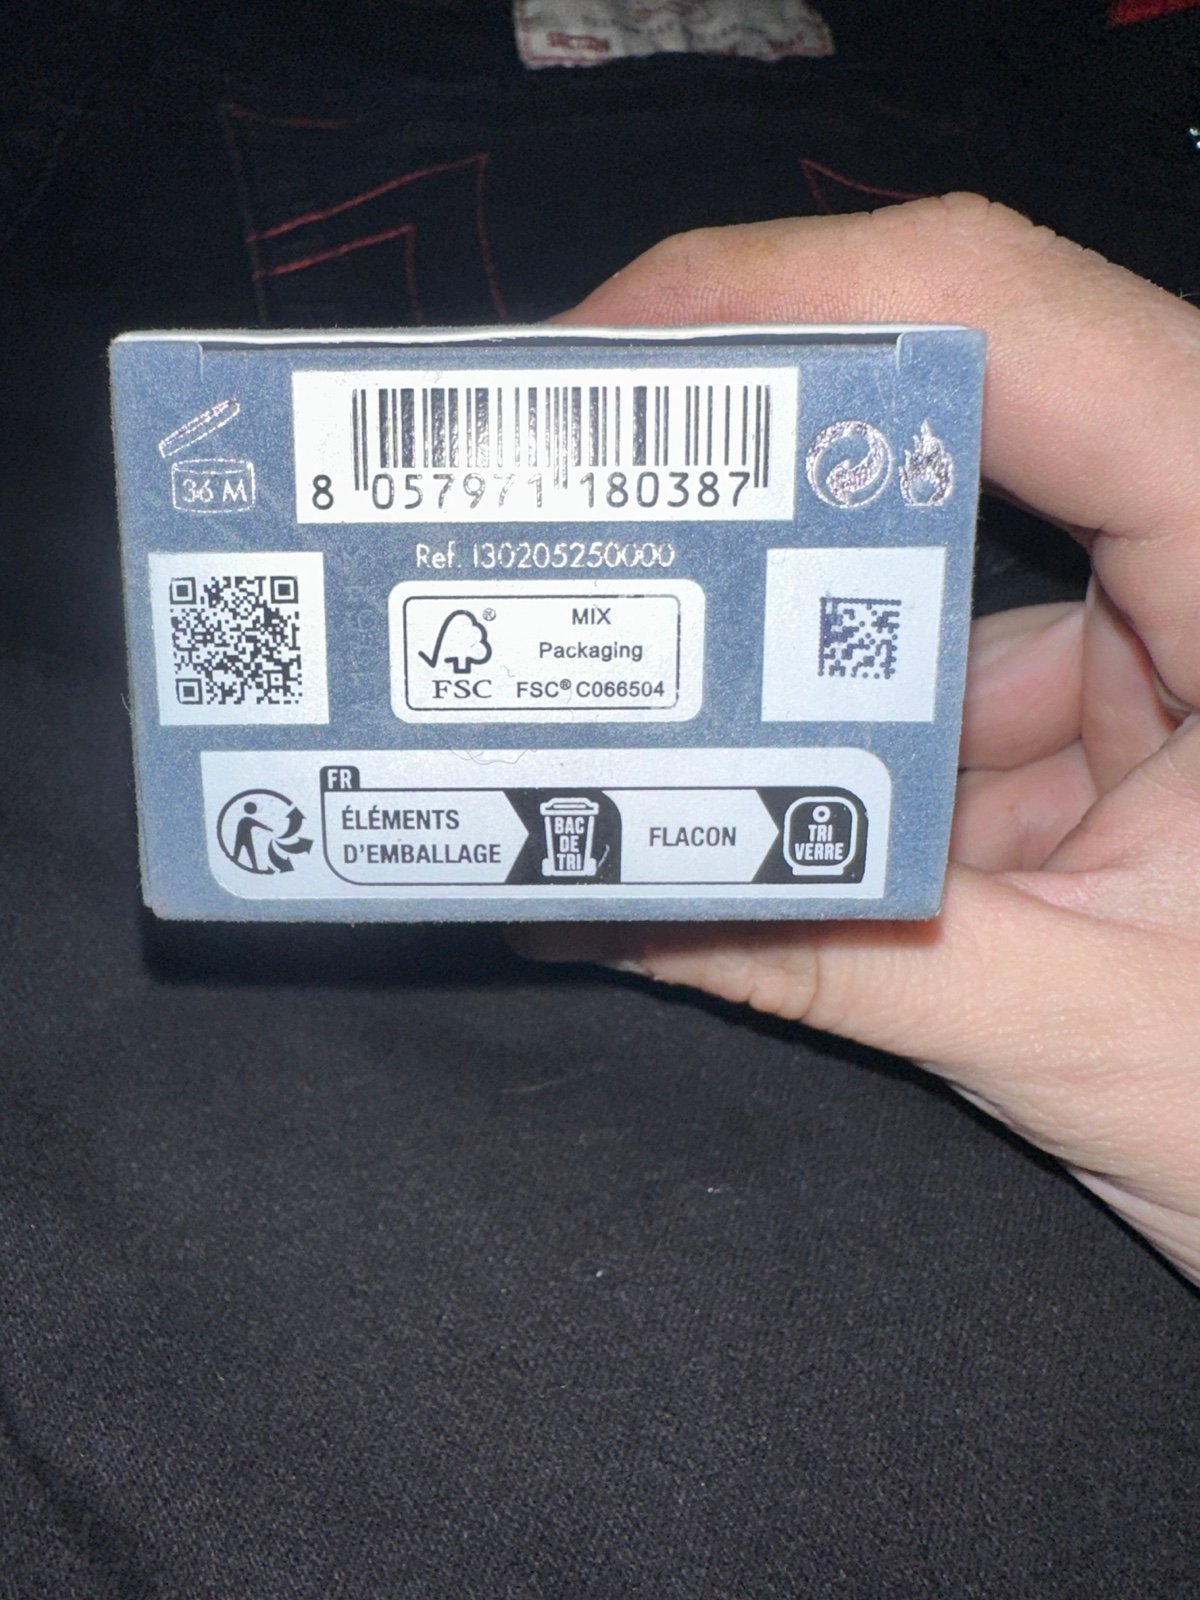 36 M
8 057971 180387
Ref. I30205250000
MIX
Packaging
FSC® C066504
®
FSC
FR
ÉLÉMENTS
D'EMBALLAGE
BAC
DE
TRI
FLACON
TRI
VERRE